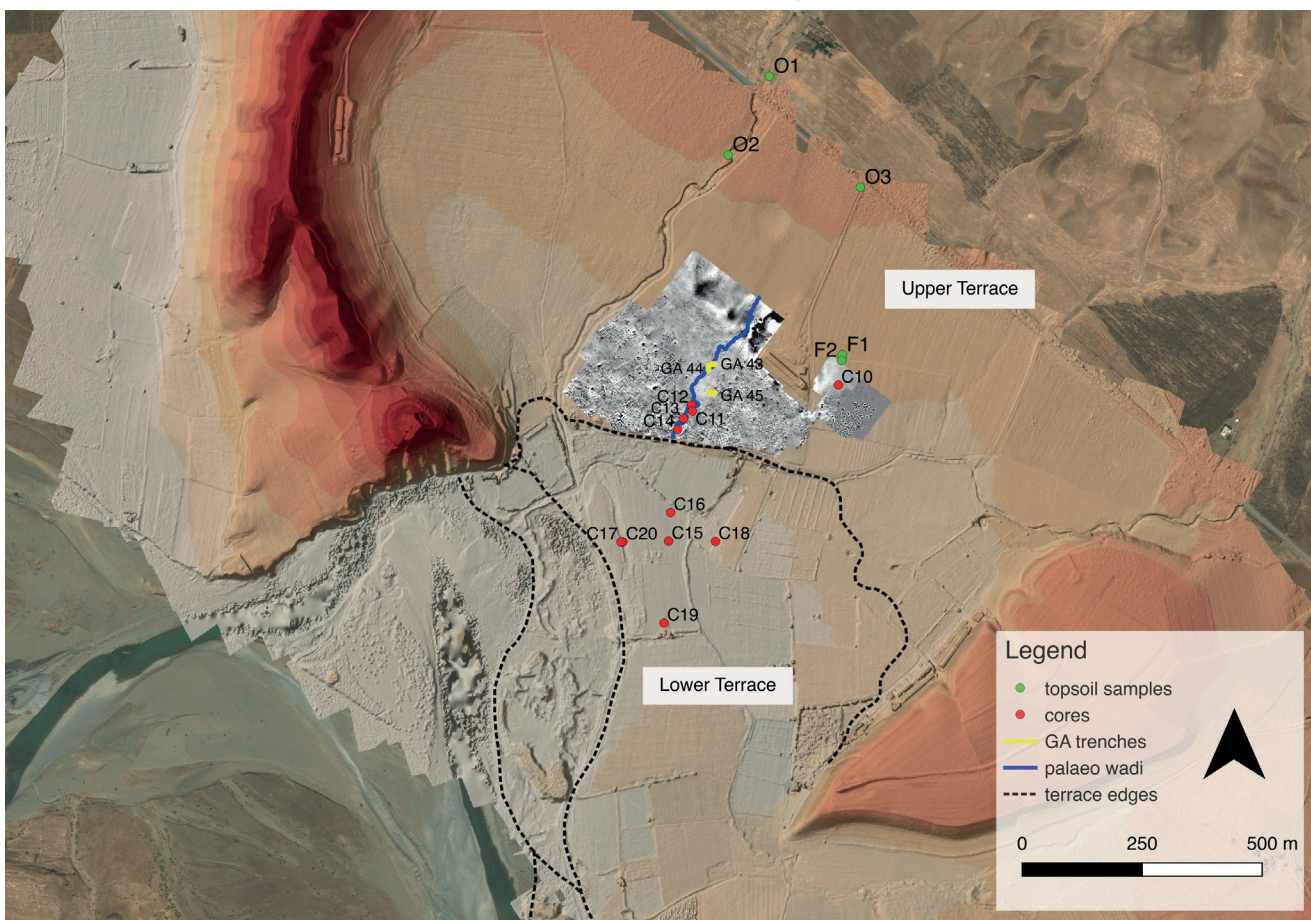 O1
O2
O3
Upper Terrace
F2 F1
GA 44 GA 43
C10
C12 GA 45
C13
C14 C11
C16
C17 C20 C15 C18
C19
Lower Terrace
Legend
topsoil samples
cores
GA trenches
palaeo wadi
terrace edges
0 250 500 m